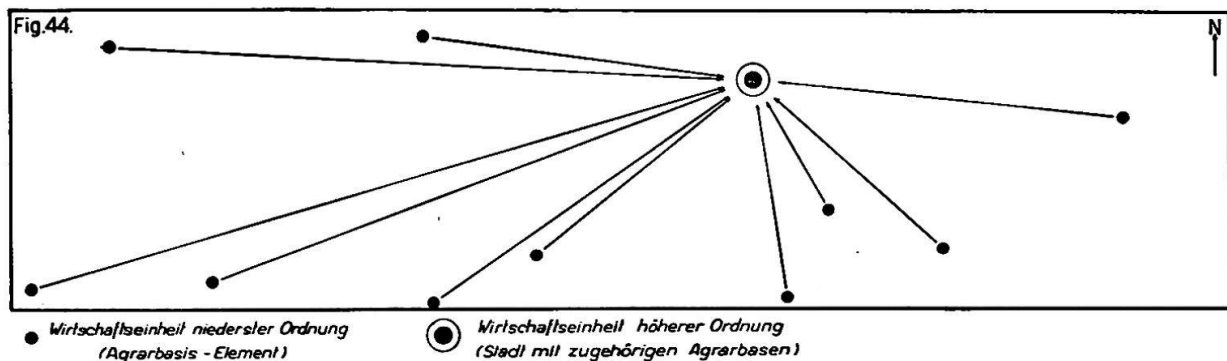 Fig.44.
N
Wirtschaftseinheit niederster Ordnung
(Agrarbasis - Element)
Wirtschaftseinheit höherer Ordnung
(Stadt mit zugehörigen Agrarbasen)